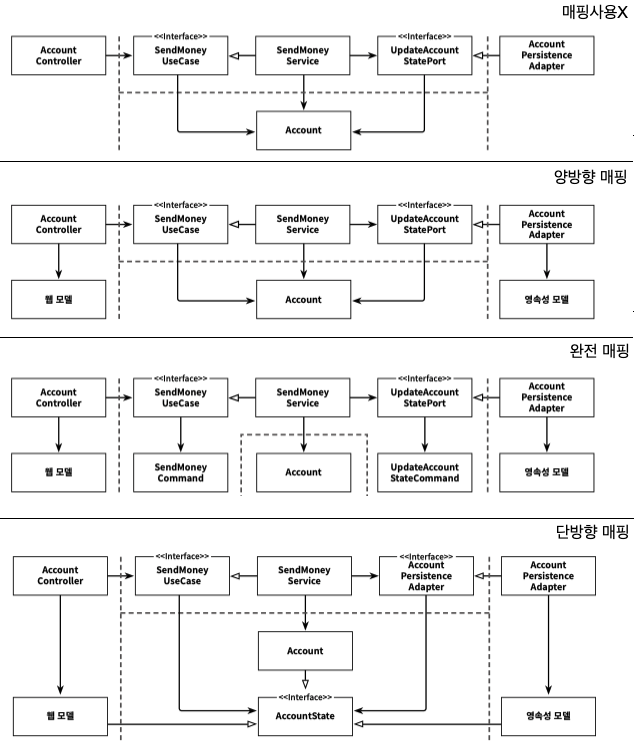 매핑사용X
<<Interface>> <<Interface>>
Account SendMoney SendMoney UpdateAccount Account
Controller UseCase Service StatePort Persistence
Adapter
Account
양방향 매핑
<<Interface>> <<Interface>>
Account SendMoney SendMoney UpdateAccount Account
Controller UseCase Service StatePort Persistence
Adapter
웹 모델 Account 영속성 모델
완전 매핑
<<Interface>> <<Interface>>
Account SendMoney SendMoney UpdateAccount Account
Controller UseCase Service StatePort Persistence
Adapter
웹 모델 SendMoney Account UpdateAccount 영속성 모델
Command StateCommand
단방향 매핑
<<Interface>> <<Interface>>
Account SendMoney SendMoney Account Account
Controller UseCase Service Persistence Persistence
Adapter Adapter
Account
<<Interface>>
웹 모델 AccountState 영속성 모델